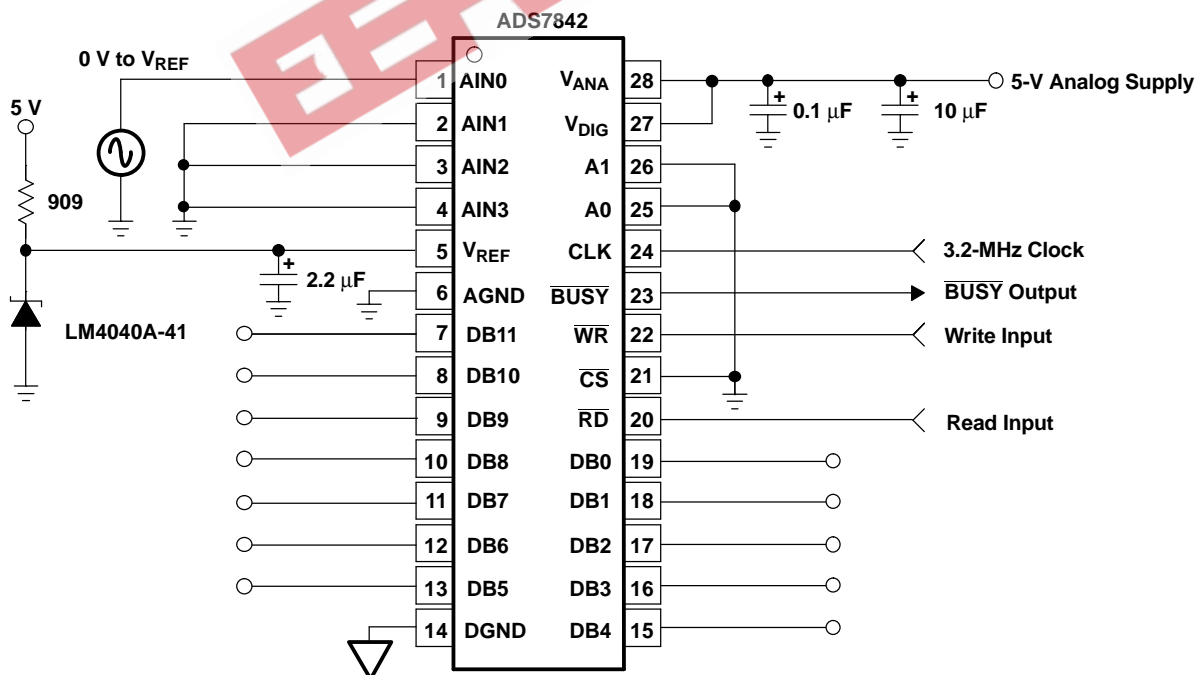 ADS7842
0 V to VREF
5 V
909
LM4040A-41
2.2 μF
1 AIN0
2 AIN1
3 AIN2
4 AIN3
5 VREF
6 AGND
7 DB11
8 DB10
9 DB9
10 DB8
11 DB7
12 DB6
13 DB5
14 DGND
VANA 28
VDIG 27
A1 26
A0 25
CLK 24
BUSY 23
WR 22
CS 21
RD 20
DB0 19
DB1 18
DB2 17
DB3 16
DB4 15
+ 0.1 μF
+ 10 μF
5-V Analog Supply
3.2-MHz Clock
BUSY Output
Write Input
Read Input
+